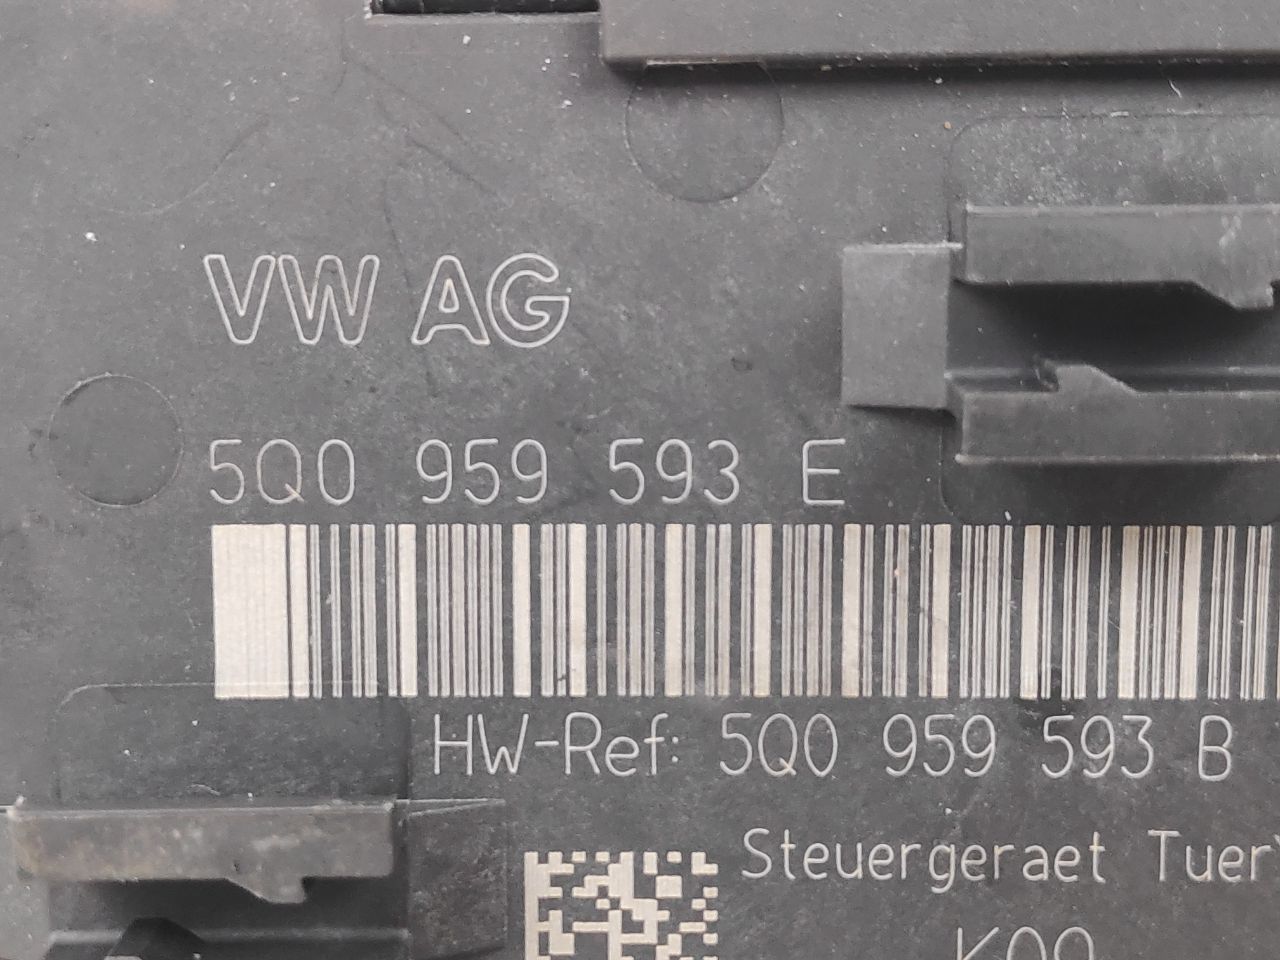 VW AG
5Q0 959 593 E
HW-Ref: 5Q0 959 593 B
Steuergeraet Tuer